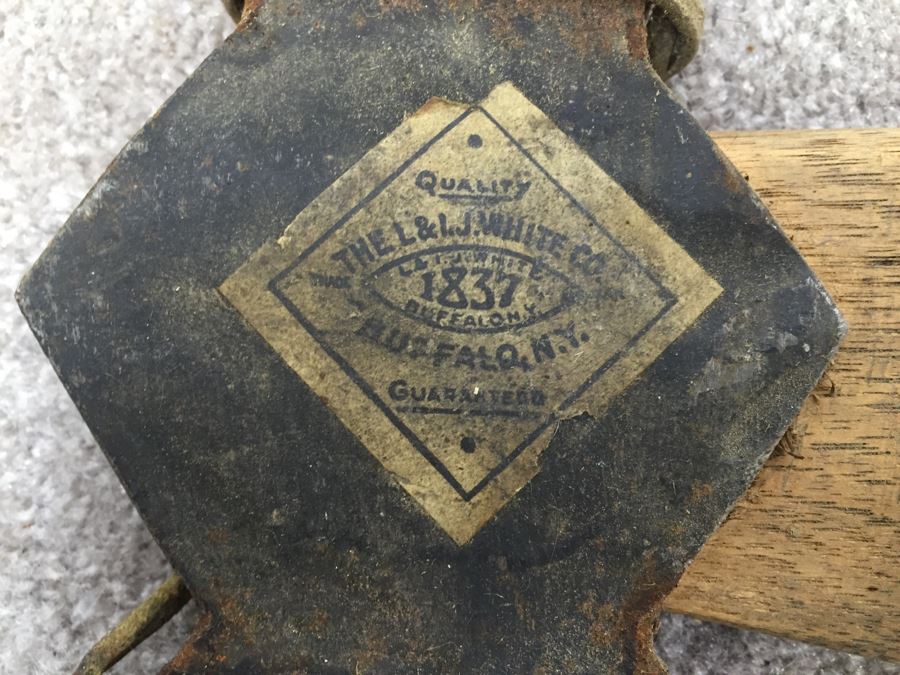 QUALITY
THE L & I.J. WHITE CO.
L & I.J. WHITE
1837
BUFFALO N.Y.
BUFFALO, N.Y.
GUARANTEED